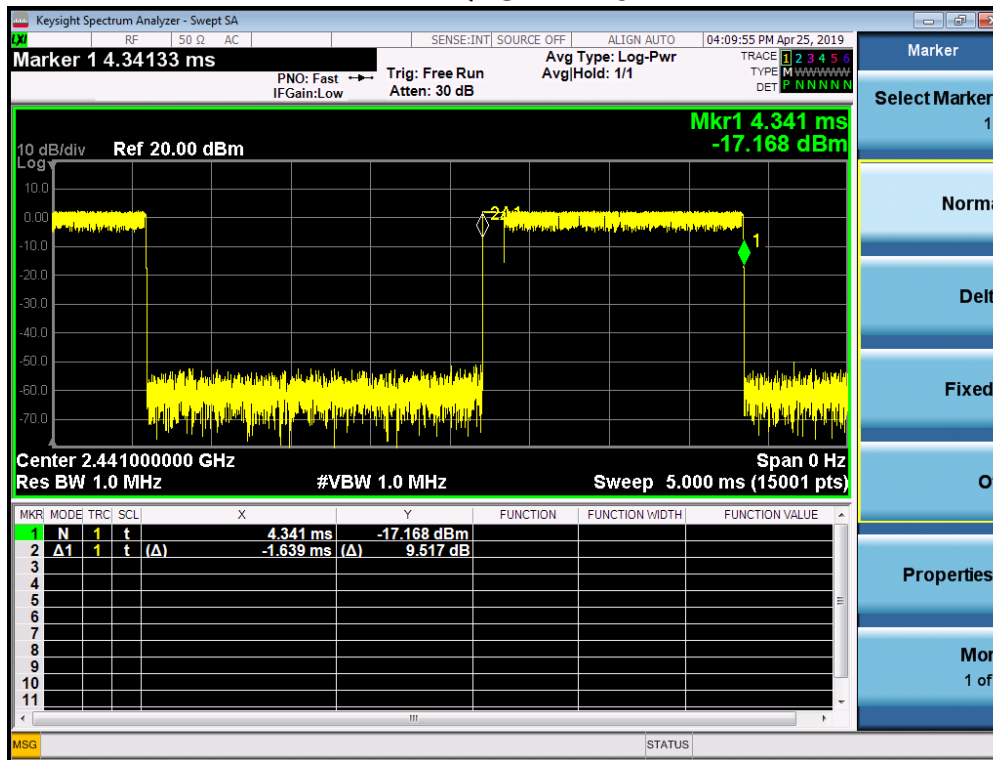 Keysight Spectrum Analyzer - Swept SA
LXI RF 50 Ω AC SENSE:INT SOURCE OFF ALIGN AUTO 04:09:55 PM Apr 25, 2019
Marker 1 4.34133 ms
PNO: Fast
IFGain:Low
Trig: Free Run
Atten: 30 dB
Avg Type: Log-Pwr
Avg|Hold: 1/1
TRACE 1 2 3 4 5 6
TYPE M WWWWW
DET P N N N N N
Mkr1 4.341 ms
-17.168 dBm
10 dB/div Ref 20.00 dBm
Log
10.0
0.00
-10.0
-20.0
-30.0
-40.0
-50.0
-60.0
-70.0
2Δ1
1
Center 2.441000000 GHz Span 0 Hz
Res BW 1.0 MHz #VBW 1.0 MHz Sweep 5.000 ms (15001 pts)
MKR MODE TRC SCL X Y FUNCTION FUNCTION WIDTH FUNCTION VALUE
1 N 1 t 4.341 ms -17.168 dBm
2 Δ1 1 t (Δ) -1.639 ms (Δ) 9.517 dB
3
4
5
6
7
8
9
10
11
MSG STATUS
Marker
Select Marker
1
Norma
Delt
Fixed
O
Properties
Mor
1 of